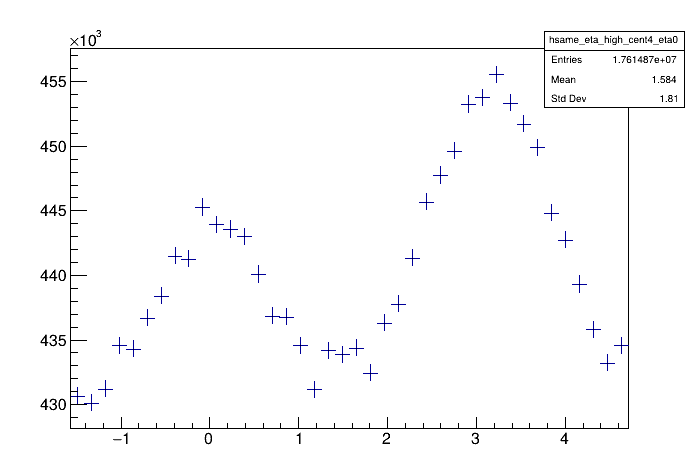 ×10³
hsame_eta_high_cent4_eta0
Entries 1.761487e+07
Mean 1.584
Std Dev 1.81
455
450
445
440
435
430
−1 0 1 2 3 4